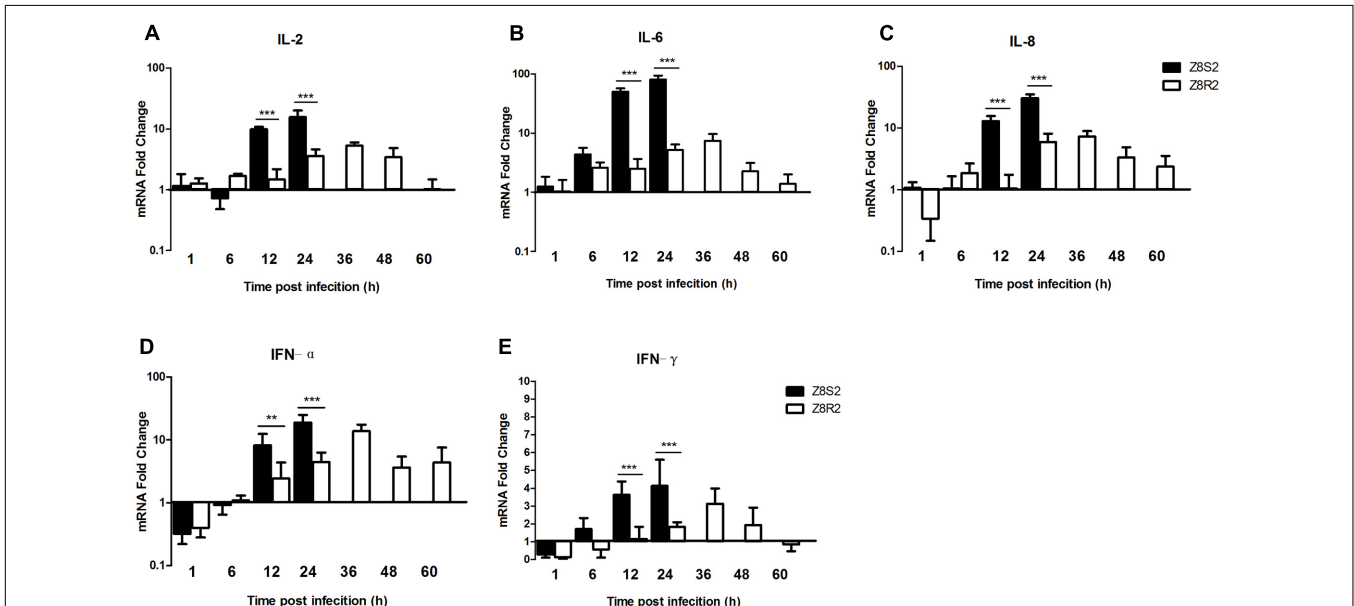 A
IL-2
mRNA Fold Change
100
10
1
0.1
***
***
1 6 12 24 36 48 60
Time post infecition (h)
B
IL-6
mRNA Fold Change
100
10
1
0.1
***
***
1 6 12 24 36 48 60
Time post infecition (h)
C
IL-8
mRNA Fold Change
100
10
1
0.1
***
***
1 6 12 24 36 48 60
Time post infecition (h)
Z8S2
Z8R2
D
IFN- α
mRNA Fold Change
100
10
1
0.1
**
***
1 6 12 24 36 48 60
Time post infecition (h)
E
IFN- γ
mRNA Fold Change
10
9
8
7
6
5
4
3
2
1
0
***
***
1 6 12 24 36 48 60
Time post infecition (h)
Z8S2
Z8R2